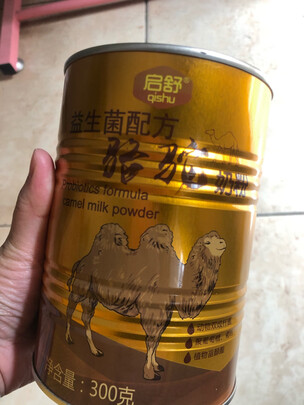 启舒®
qishu
益生菌配方
骆驼奶粉
Probiotics formula
camel milk powder
净含量：300克